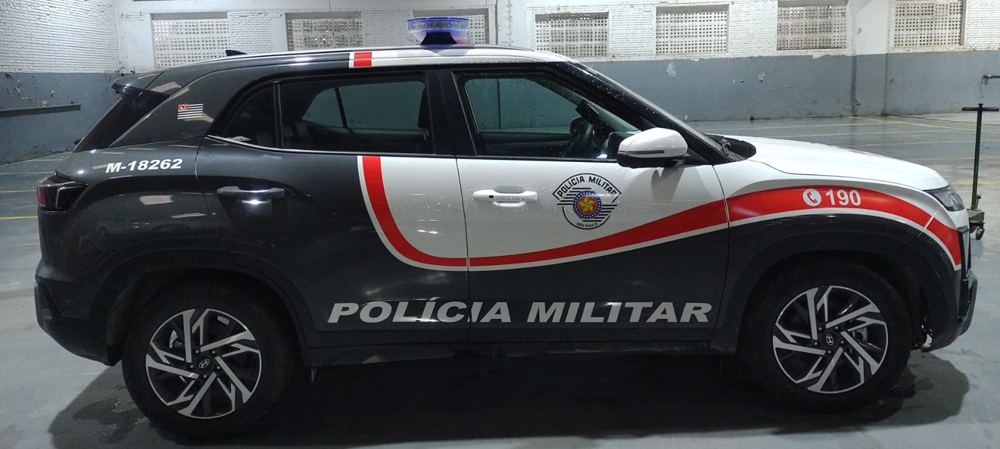 M-18262
POLÍCIA MILITAR
SÃO PAULO
190
POLÍCIA MILITAR